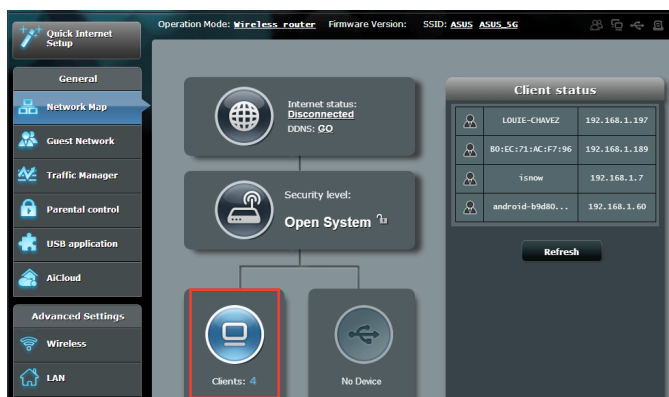 Quick Internet
Setup
Operation Mode: Wireless router Firmware Version: SSID: ASUS ASUS_5G
General
Network Map
Guest Network
Traffic Manager
Parental control
USB application
AiCloud
Advanced Settings
Wireless
LAN
Internet status:
Disconnected
DDNS: GO
Security level:
Open System
Clients: 4
No Device
Client status
LOUIE-CHAVEZ 192.168.1.197
B0:EC:71:AC:F7:96 192.168.1.189
isnow 192.168.1.7
android-b9d80... 192.168.1.60
Refresh